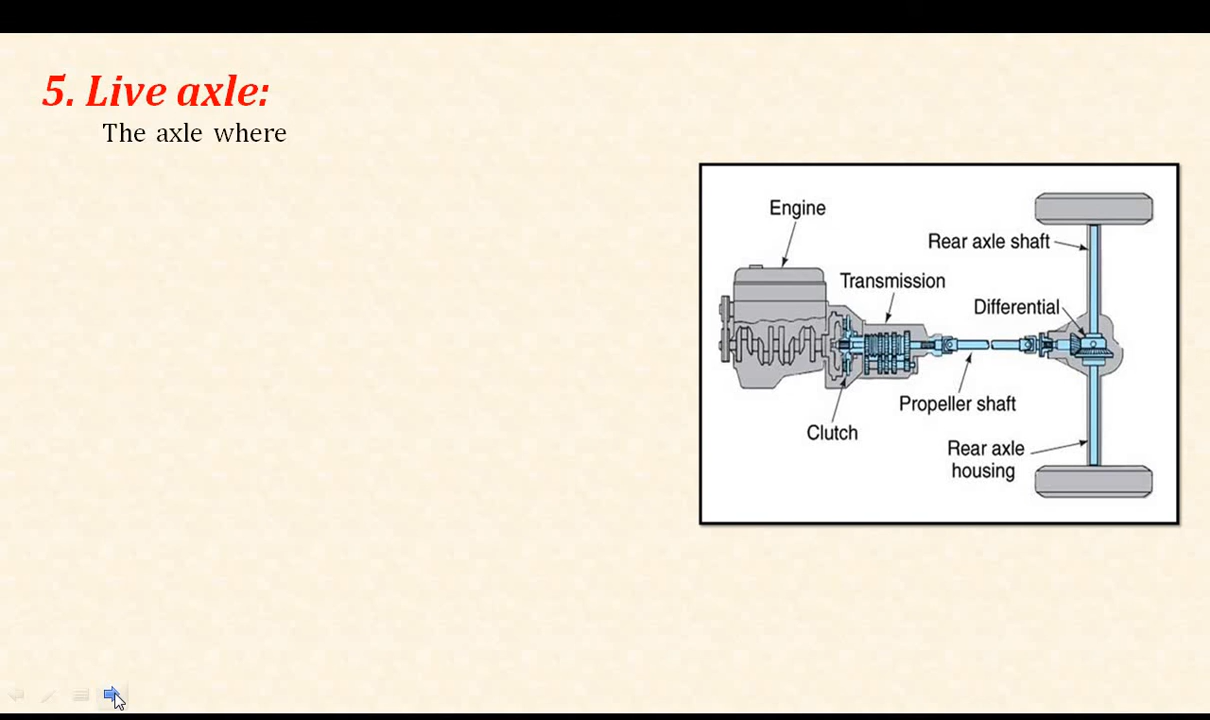 5. Live axle:
The axle where
Engine
Rear axle shaft
Transmission
Differential
Propeller shaft
Clutch
Rear axle
housing